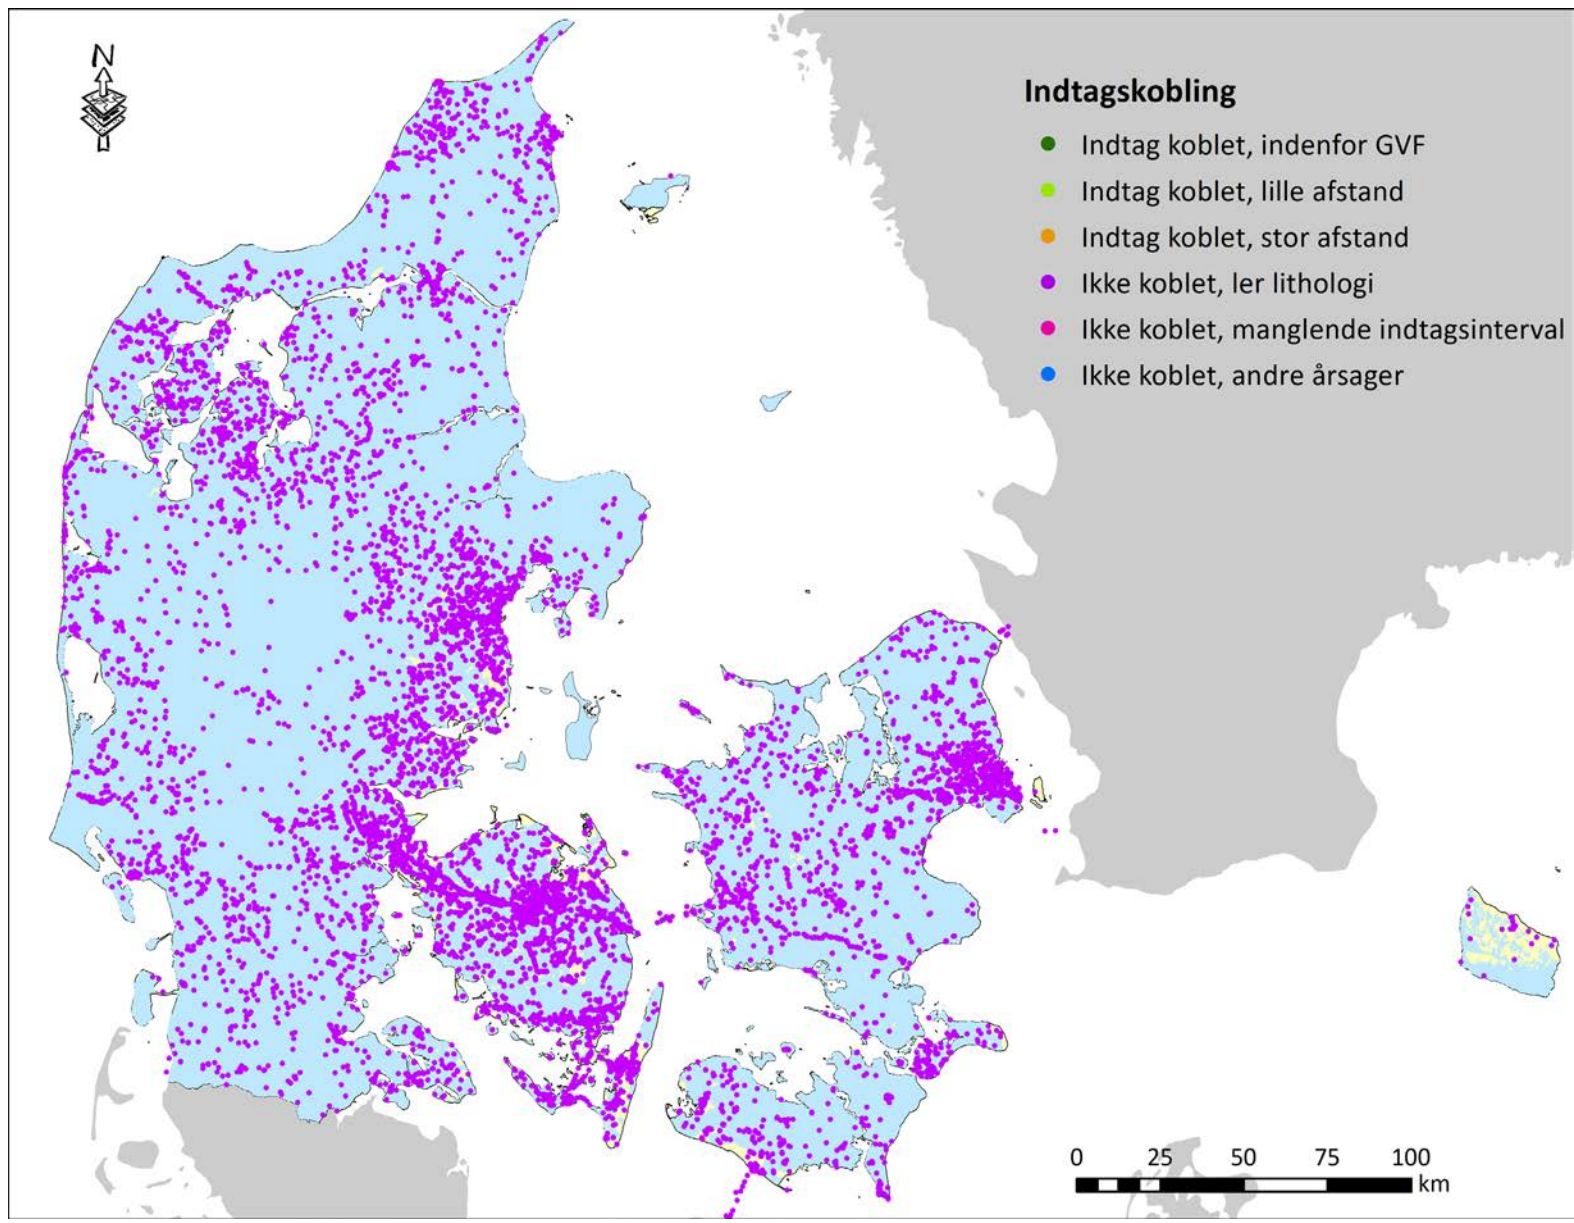 N
Indtagskobling
Indtag koblet, indenfor GVF
Indtag koblet, lille afstand
Indtag koblet, stor afstand
Ikke koblet, ler lithologi
Ikke koblet, manglende indtagsinterval
Ikke koblet, andre årsager
0 25 50 75 100
km